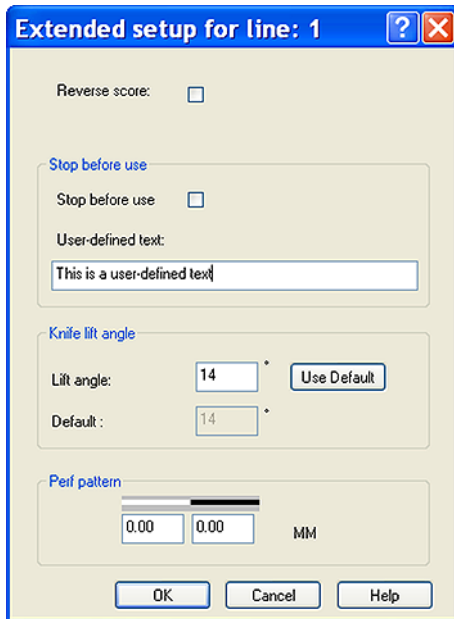 Extended setup for line: 1 ?
Reverse score:
Stop before use
Stop before use
User-defined text:
This is a user-defined text
Knife lift angle
Lift angle: 14 ° Use Default
Default : 14 °
Perf pattern
0.00 0.00 MM
OK Cancel Help